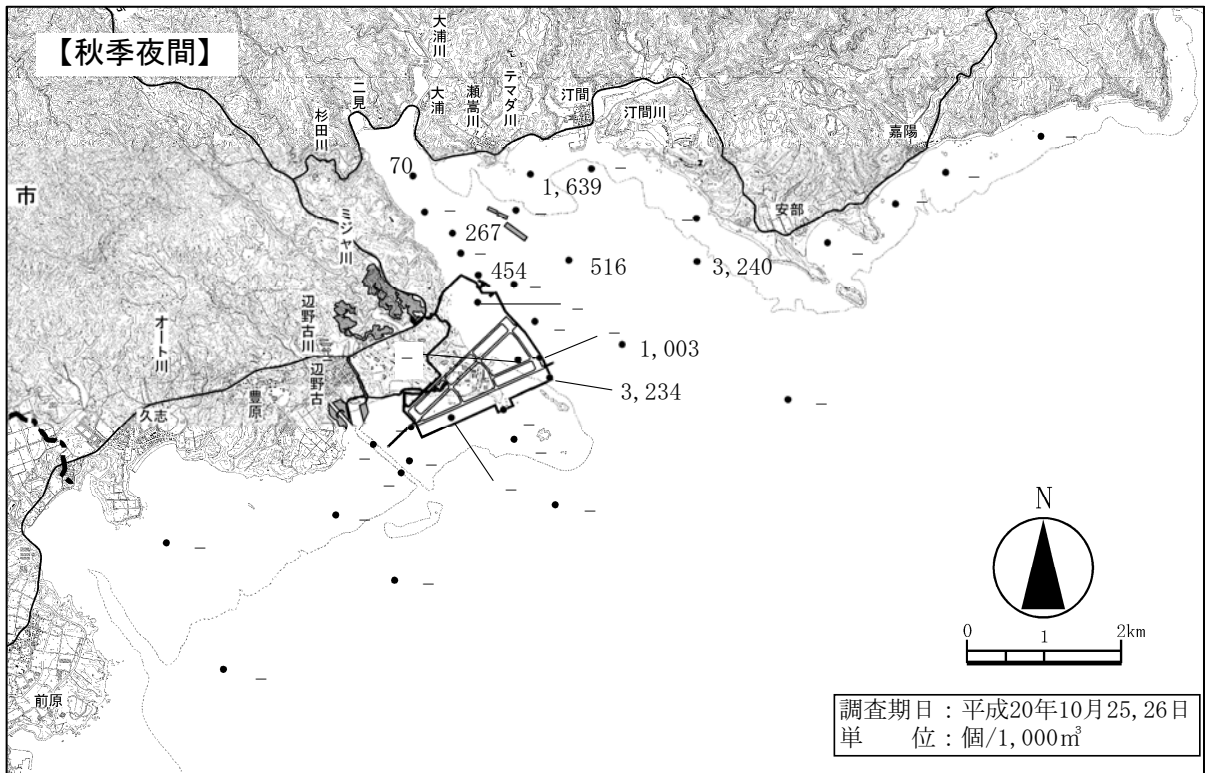 【秋季夜間】
大浦川
二見
大浦
瀬嵩川
テマダ川
汀間
汀間川
杉田川
嘉陽
市
70
1,639
－
－
－
安部
－
－
－
ミジャ川
267
－
516
3,240
－
454
－
－
－
－
－
1,003
3,234
－
辺野古川
辺野古
オート川
豊原
久志
－
－
－
－
－
－
－
－
－
－
－
前原
N
0 1 2km
調査期日：平成20年10月25,26日
単　　位：個/1,000㎥